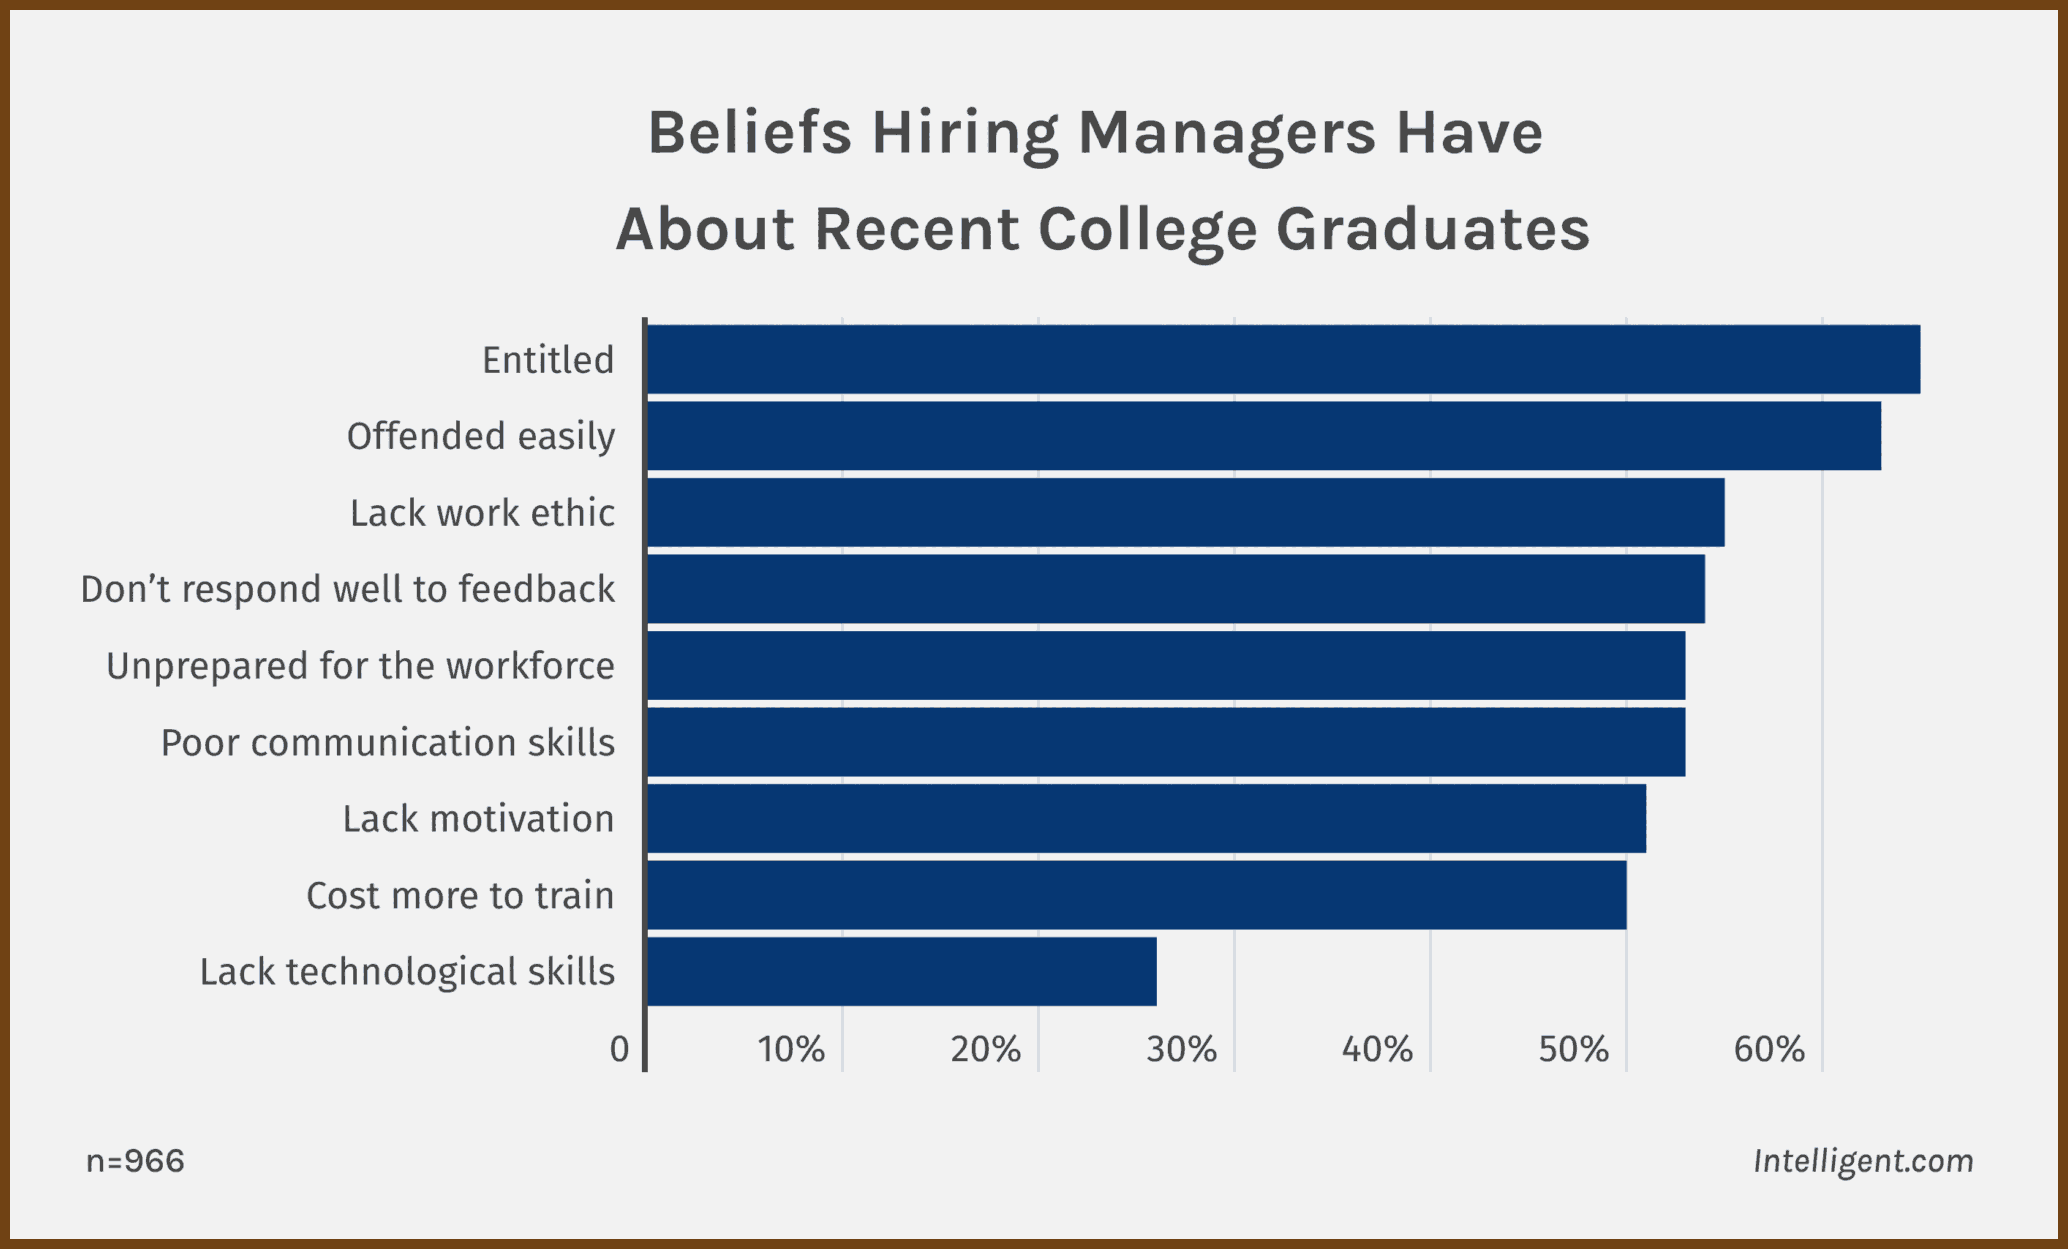 Beliefs Hiring Managers Have
About Recent College Graduates
Entitled
Offended easily
Lack work ethic
Don’t respond well to feedback
Unprepared for the workforce
Poor communication skills
Lack motivation
Cost more to train
Lack technological skills
0 10% 20% 30% 40% 50% 60%
n=966
Intelligent.com